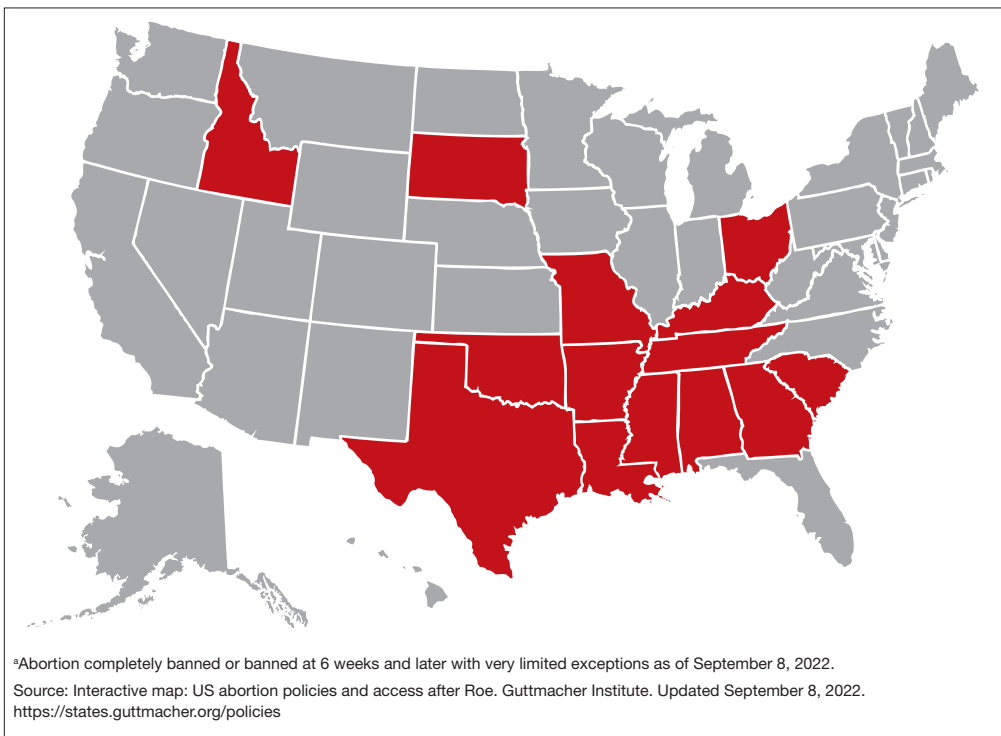 ᵃAbortion completely banned or banned at 6 weeks and later with very limited exceptions as of September 8, 2022.
Source: Interactive map: US abortion policies and access after Roe. Guttmacher Institute. Updated September 8, 2022.
https://states.guttmacher.org/policies